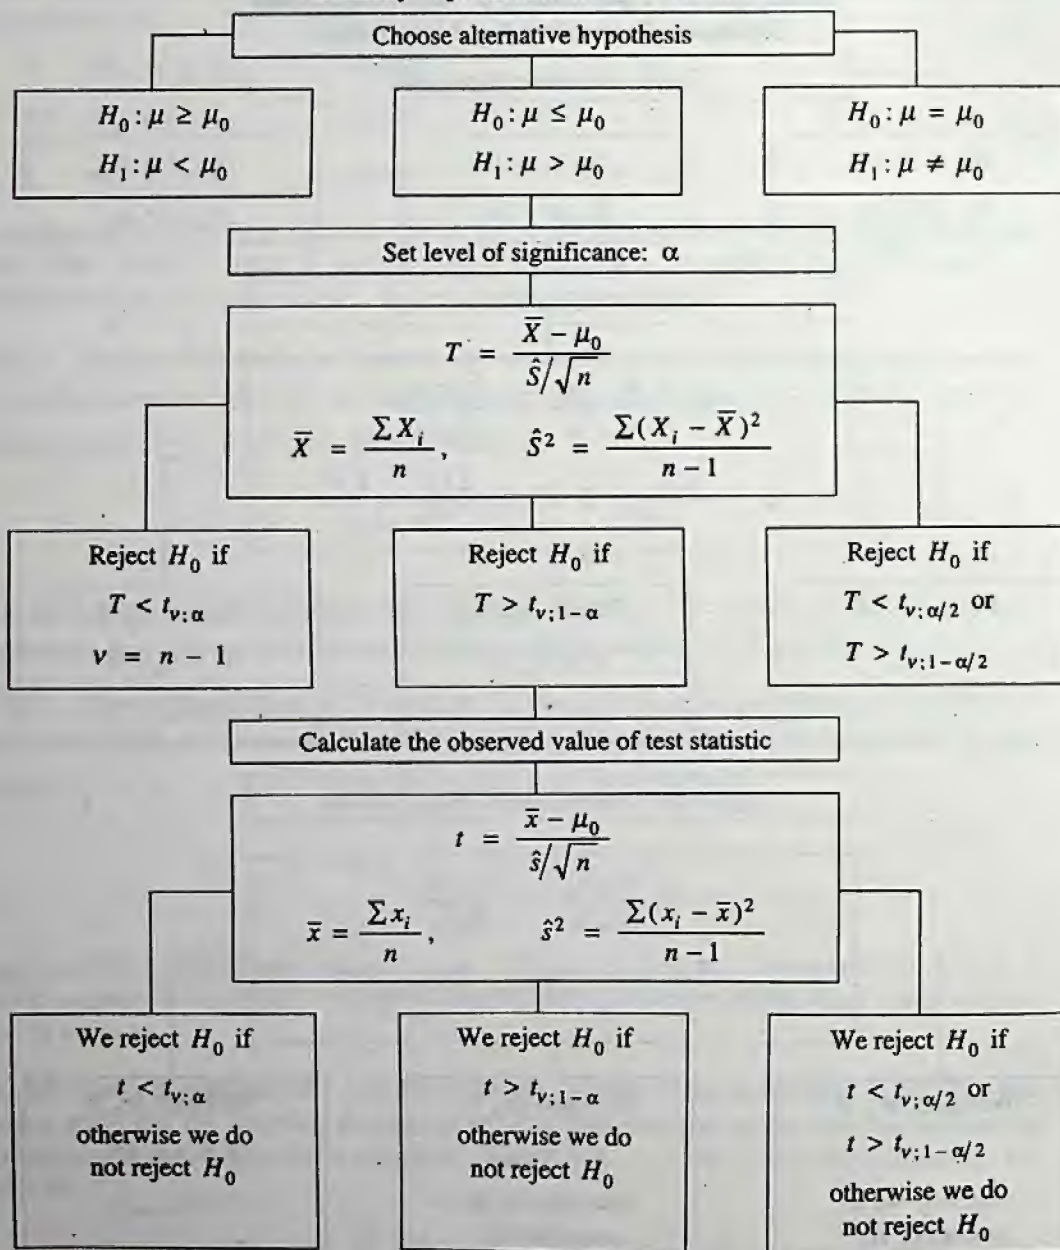 Choose alternative hypothesis
H₀ : μ ≥ μ₀
H₁ : μ < μ₀
H₀ : μ ≤ μ₀
H₁ : μ > μ₀
H₀ : μ = μ₀
H₁ : μ ≠ μ₀
Set level of significance: α
T = (X̄ − μ₀) / (Ŝ/√n)
X̄ = ΣXᵢ / n , Ŝ² = Σ(Xᵢ − X̄)² / (n − 1)
Reject H₀ if
T < t_{ν;α}
ν = n − 1
Reject H₀ if
T > t_{ν;1−α}
Reject H₀ if
T < t_{ν;α/2} or
T > t_{ν;1−α/2}
Calculate the observed value of test statistic
t = (x̄ − μ₀) / (ŝ/√n)
x̄ = Σxᵢ / n , ŝ² = Σ(xᵢ − x̄)² / (n − 1)
We reject H₀ if
t < t_{ν;α}
otherwise we do
not reject H₀
We reject H₀ if
t > t_{ν;1−α}
otherwise we do
not reject H₀
We reject H₀ if
t < t_{ν;α/2} or
t > t_{ν;1−α/2}
otherwise we do
not reject H₀